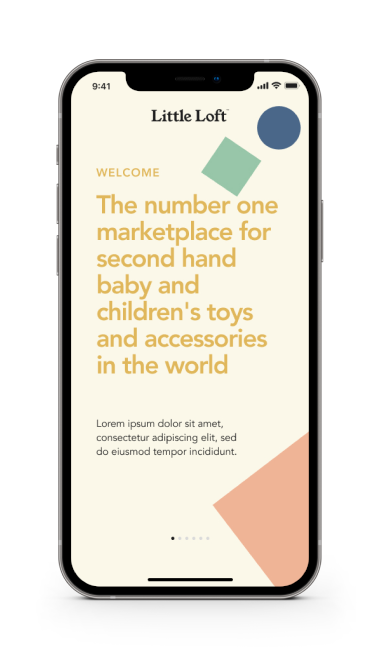 9:41
Little Loft
WELCOME
The number one
marketplace for
second hand
baby and
children's toys
and accessories
in the world
Lorem ipsum dolor sit amet,
consectetur adipiscing elit, sed
do eiusmod tempor incididunt.